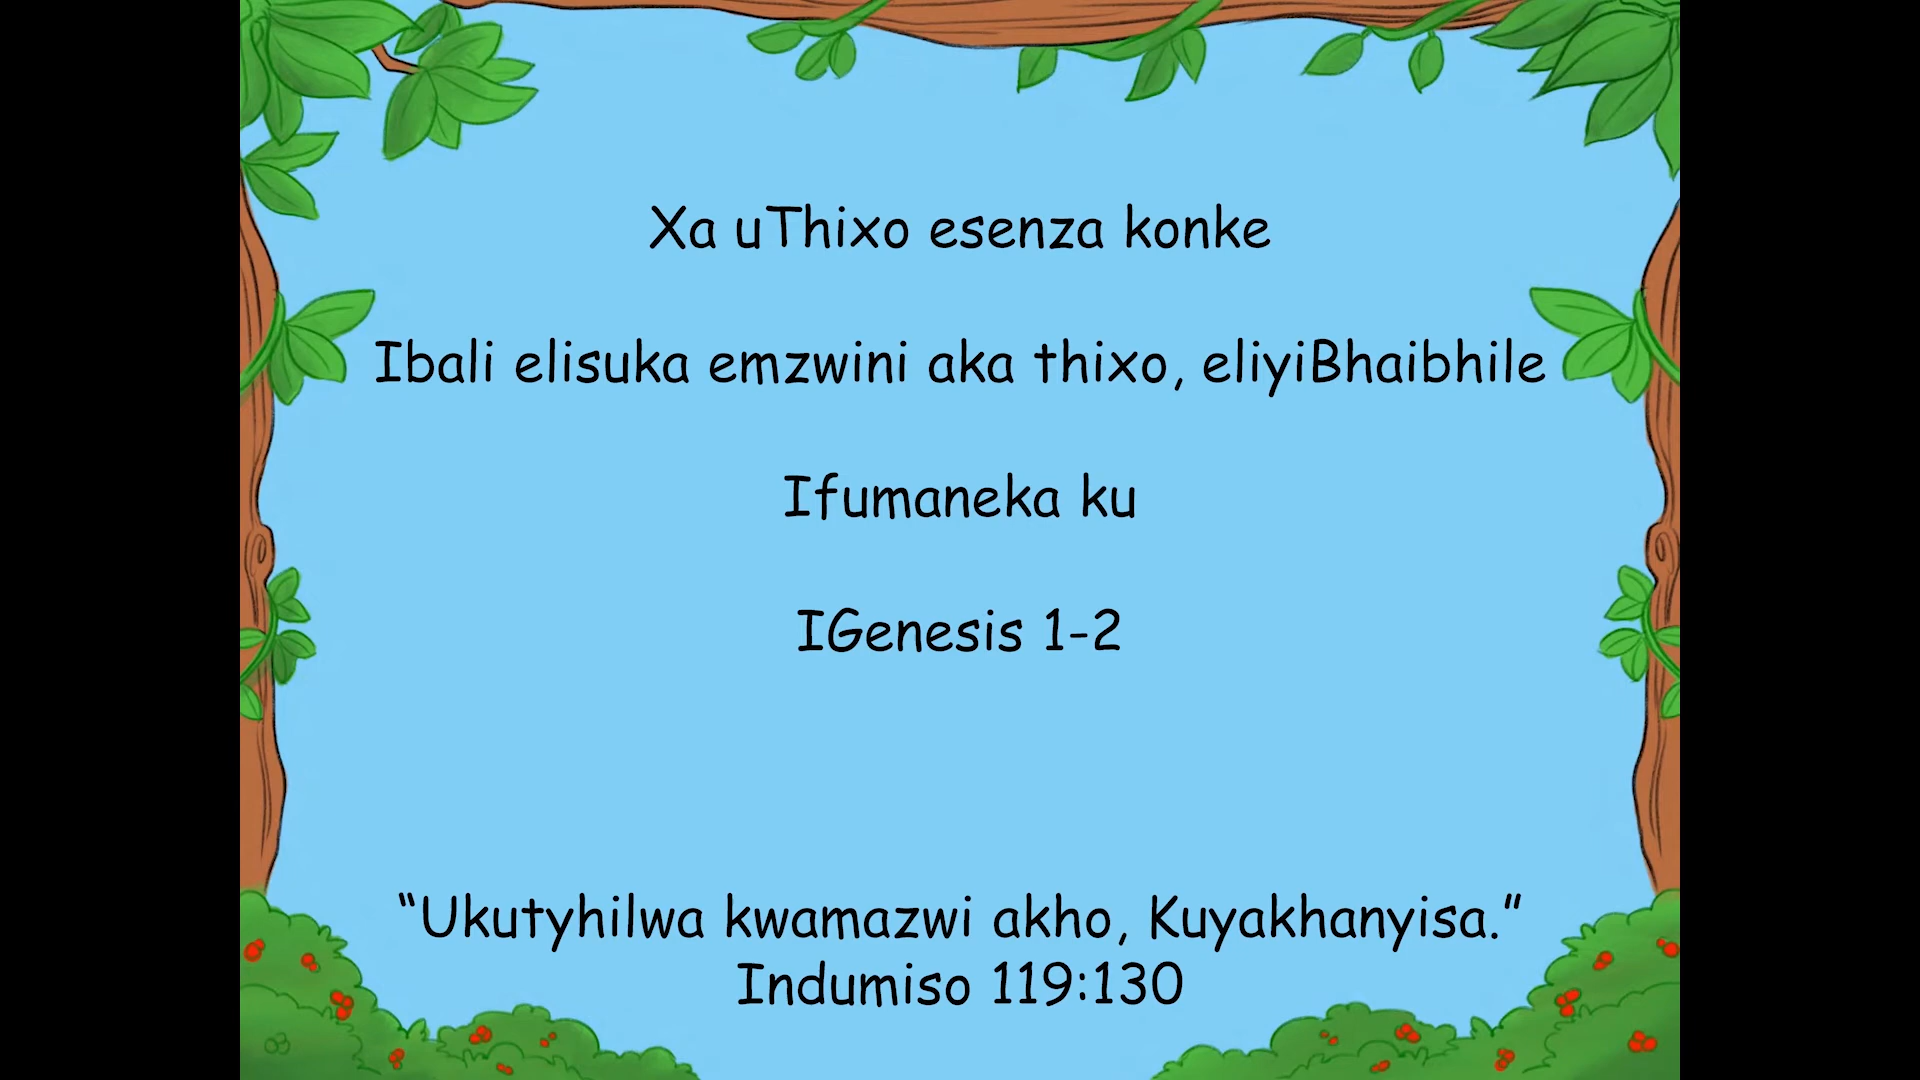 Xa uThixo esenza konke
Ibali elisuka emzwini aka thixo, eliyiBhaibhile
Ifumaneka ku
IGenesis 1-2
“Ukutyhilwa kwamazwi akho, Kuyakhanyisa.”
Indumiso 119:130